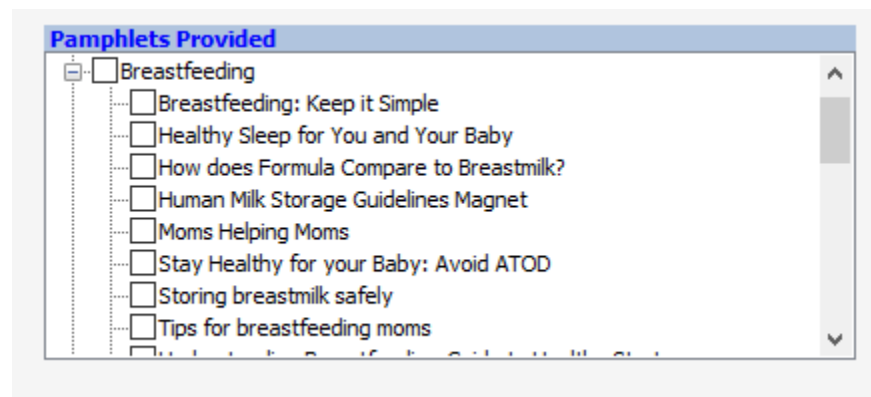 Pamphlets Provided
Breastfeeding
Breastfeeding: Keep it Simple
Healthy Sleep for You and Your Baby
How does Formula Compare to Breastmilk?
Human Milk Storage Guidelines Magnet
Moms Helping Moms
Stay Healthy for your Baby: Avoid ATOD
Storing breastmilk safely
Tips for breastfeeding moms